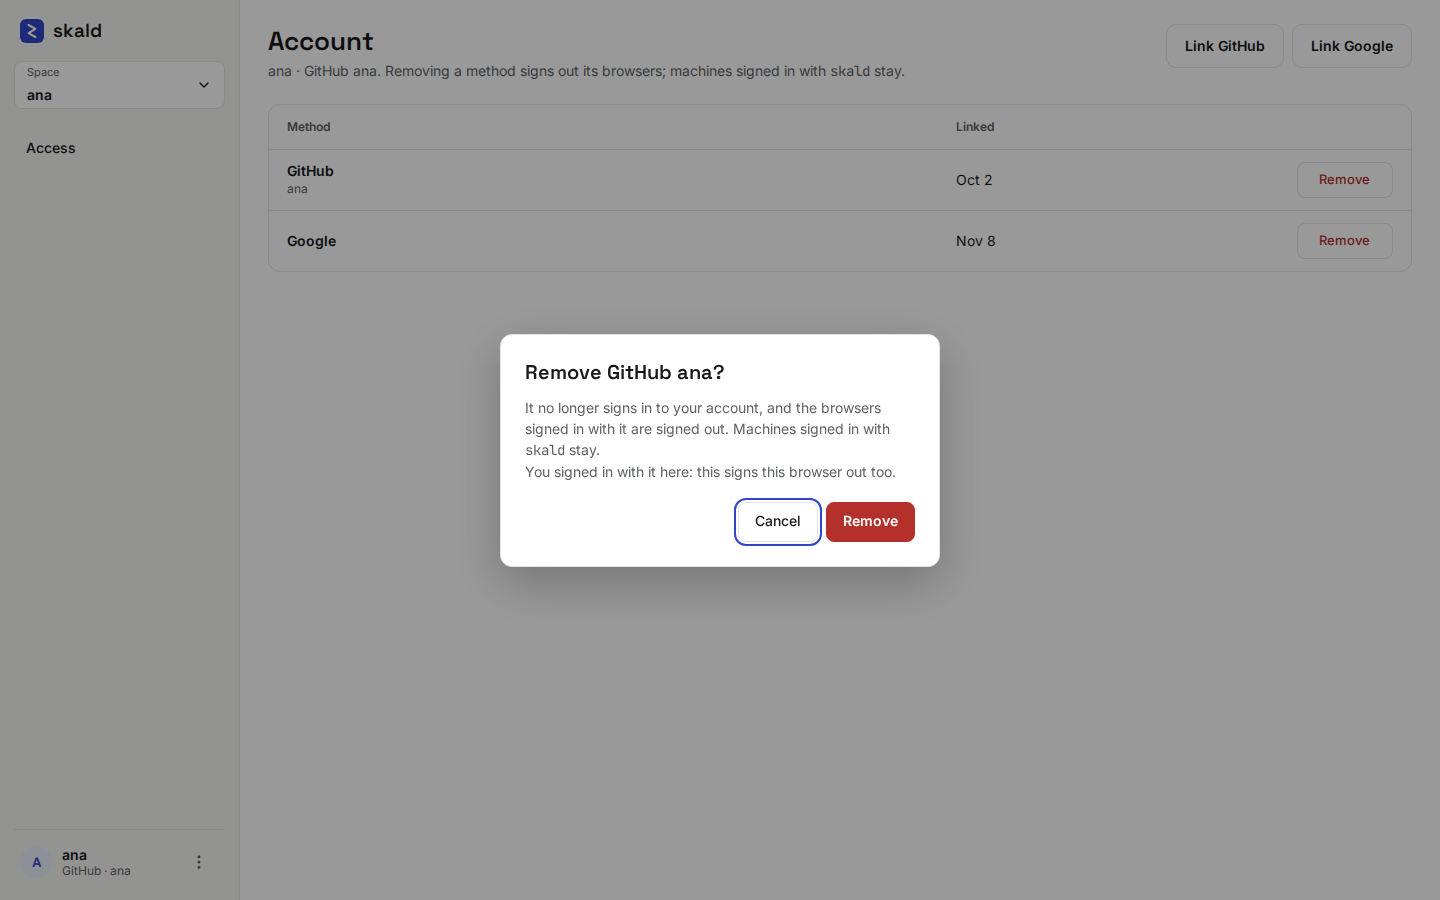 skald
Space
ana
Access
ana
GitHub · ana
A
Account
ana · GitHub ana. Removing a method signs out its browsers; machines signed in with skald stay.
Link GitHub
Link Google
Method
Linked
GitHub
ana
Oct 2
Remove
Google
Nov 8
Remove
Remove GitHub ana?
It no longer signs in to your account, and the browsers
signed in with it are signed out. Machines signed in with
skald stay.
You signed in with it here: this signs this browser out too.
Cancel
Remove